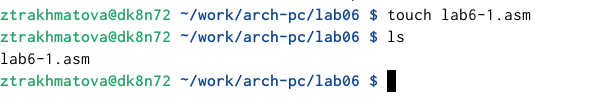 ztrakhmatova@dk8n72 ~/work/arch-pc/lab06 $ touch lab6-1.asm
ztrakhmatova@dk8n72 ~/work/arch-pc/lab06 $ ls
lab6-1.asm
ztrakhmatova@dk8n72 ~/work/arch-pc/lab06 $